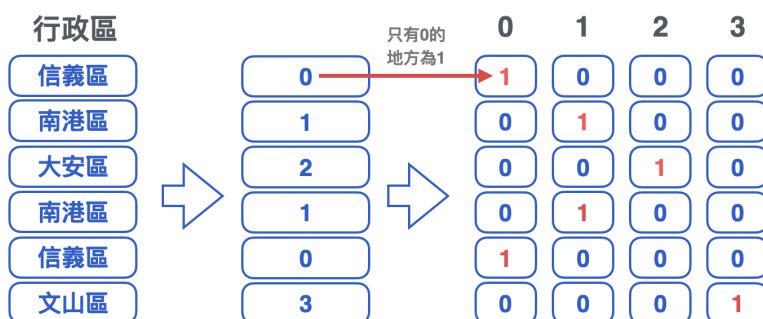 行政區 0 1 2 3
只有0的
地方為1
信義區 0 1 0 0 0
南港區 1 0 1 0 0
大安區 2 0 0 1 0
南港區 1 0 1 0 0
信義區 0 1 0 0 0
文山區 3 0 0 0 1